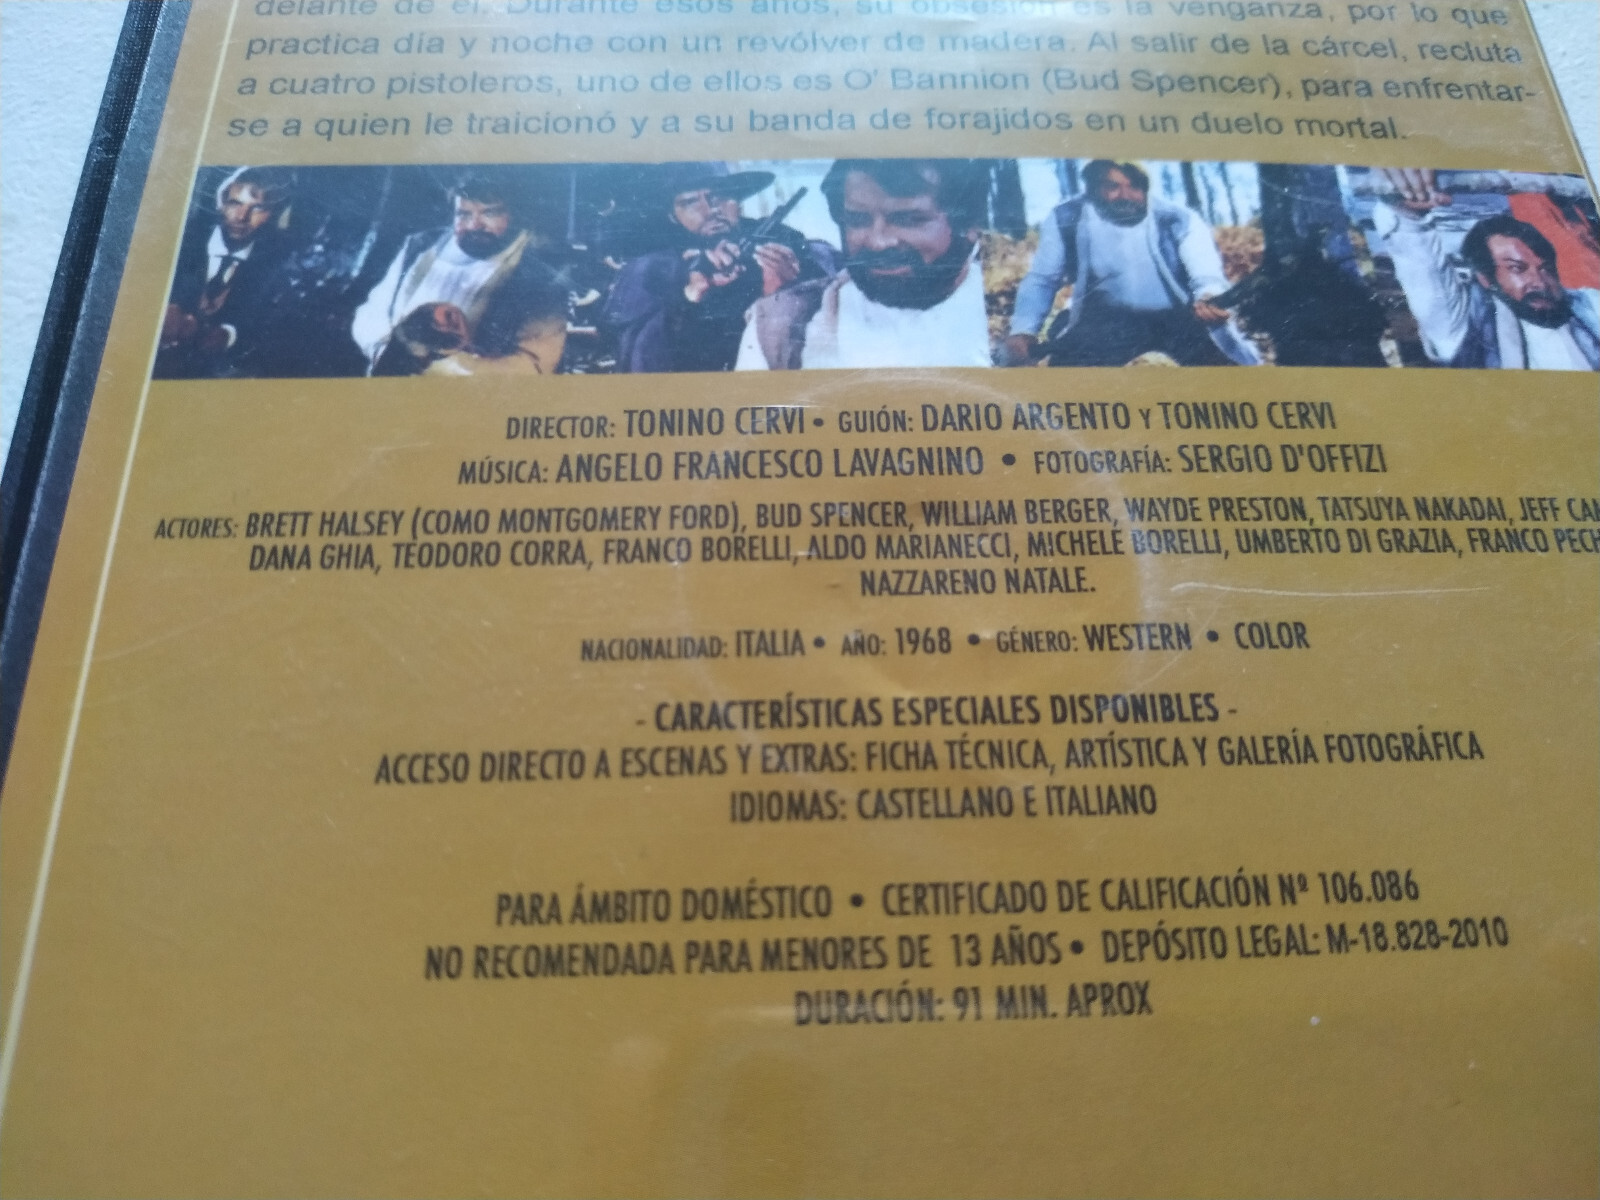 delante de él. Durante esos años, su obsesión es la venganza, por lo que
practica día y noche con un revólver de madera. Al salir de la cárcel, recluta
a cuatro pistoleros, uno de ellos es O' Bannion (Bud Spencer), para enfrentar-
se a quien le traicionó y a su banda de forajidos en un duelo mortal.
DIRECTOR: TONINO CERVI • GUIÓN: DARIO ARGENTO Y TONINO CERVI
MÚSICA: ANGELO FRANCESCO LAVAGNINO • FOTOGRAFÍA: SERGIO D'OFFIZI
ACTORES: BRETT HALSEY (COMO MONTGOMERY FORD), BUD SPENCER, WILLIAM BERGER, WAYDE PRESTON, TATSUYA NAKADAI, JEFF
DANA GHIA, TEODORO CORRA, FRANCO BORELLI, ALDO MARIANECCI, MICHELE BORELLI, UMBERTO DI GRAZIA, FRANCO
NAZZARENO NATALE.
NACIONALIDAD: ITALIA • AÑO: 1968 • GÉNERO: WESTERN • COLOR
- CARACTERÍSTICAS ESPECIALES DISPONIBLES -
ACCESO DIRECTO A ESCENAS Y EXTRAS: FICHA TÉCNICA, ARTÍSTICA Y GALERÍA FOTOGRÁFICA
IDIOMAS: CASTELLANO E ITALIANO
PARA ÁMBITO DOMÉSTICO • CERTIFICADO DE CALIFICACIÓN Nº 106.086
NO RECOMENDADA PARA MENORES DE 13 AÑOS • DEPÓSITO LEGAL: M-18.828-2010
DURACIÓN: 91 MIN. APROX